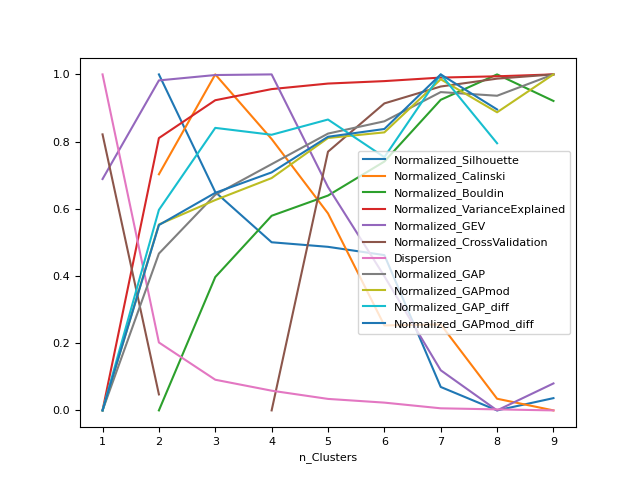 1.0
0.8
0.6
0.4
0.2
0.0
Normalized_Silhouette
Normalized_Calinski
Normalized_Bouldin
Normalized_VarianceExplained
Normalized_GEV
Normalized_CrossValidation
Dispersion
Normalized_GAP
Normalized_GAPmod
Normalized_GAP_diff
Normalized_GAPmod_diff
1 2 3 4 5 6 7 8 9
n_Clusters